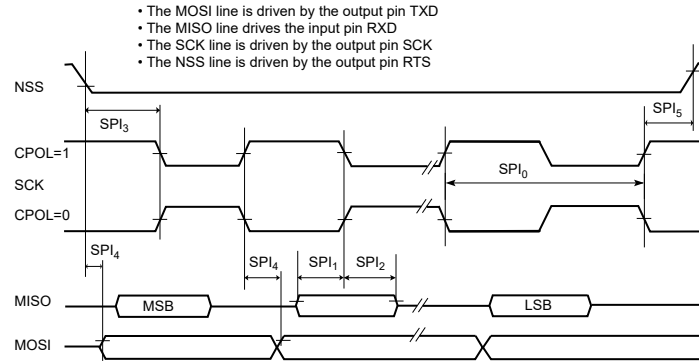 • The MOSI line is driven by the output pin TXD
• The MISO line drives the input pin RXD
• The SCK line is driven by the output pin SCK
• The NSS line is driven by the output pin RTS
NSS
SPI3
SPI5
CPOL=1
SCK
SPI0
CPOL=0
SPI4
SPI4
SPI1
SPI2
MISO
MSB
LSB
MOSI